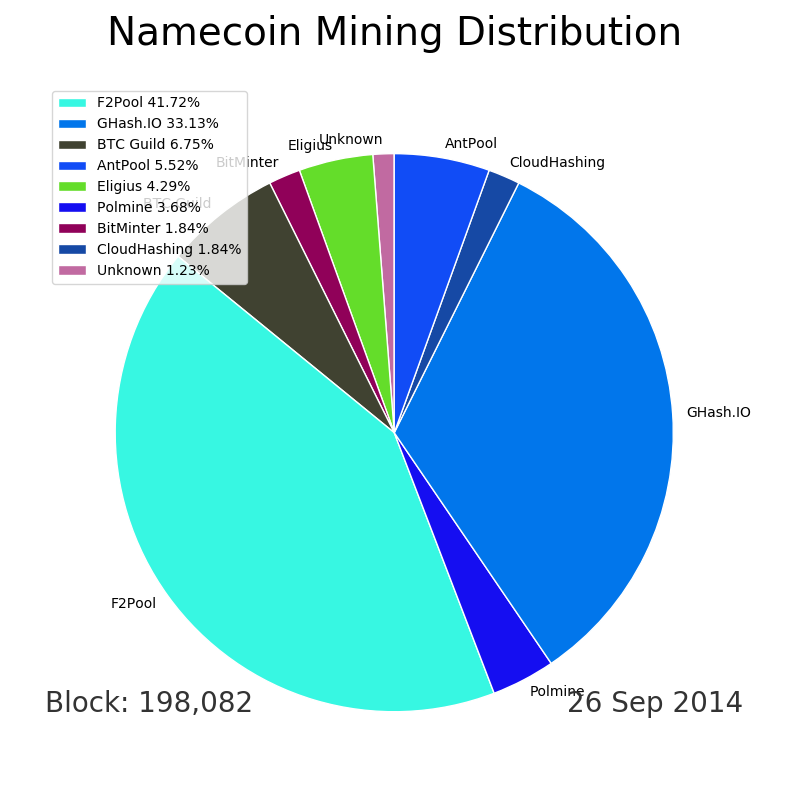 Namecoin Mining Distribution
F2Pool 41.72%
GHash.IO 33.13%
BTC Guild 6.75%
AntPool 5.52%
Eligius 4.29%
Polmine 3.68%
BitMinter 1.84%
CloudHashing 1.84%
Unknown 1.23%
Unknown
Eligius
BitMinter
BTC Guild
AntPool
CloudHashing
GHash.IO
F2Pool
Polmine
Block: 198,082
26 Sep 2014